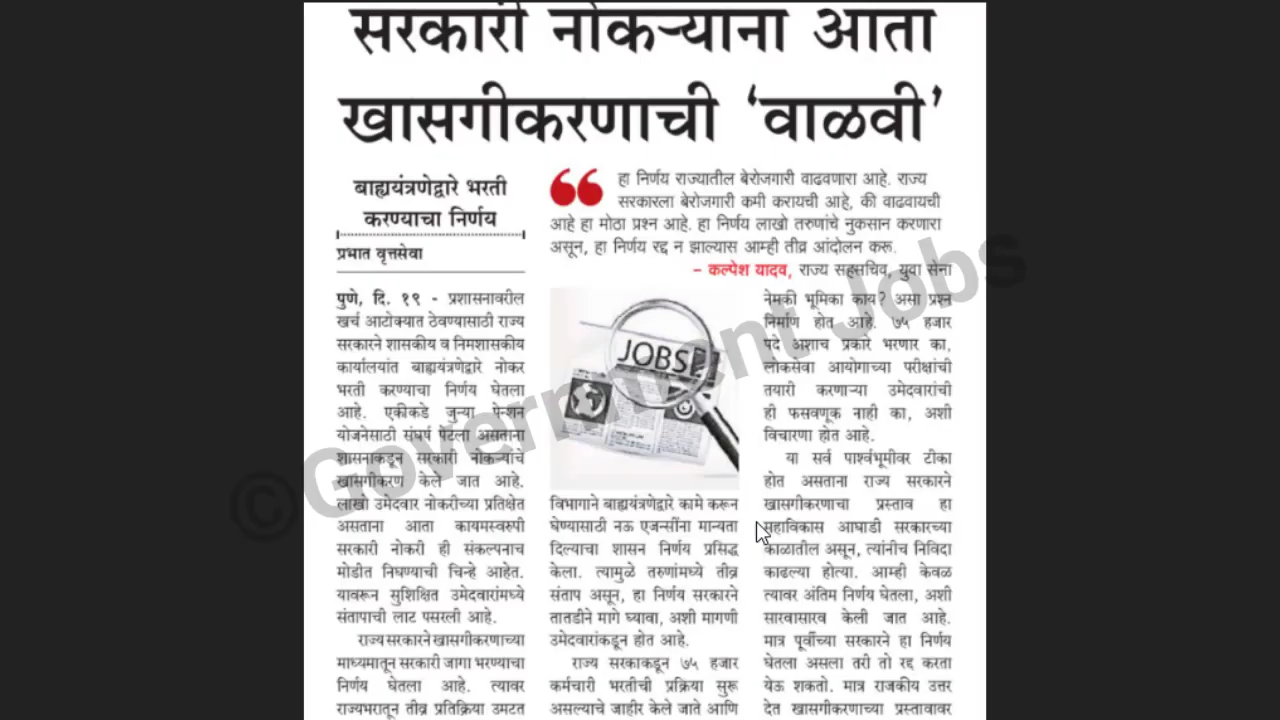 सरकारी नोकऱ्याना आता
खासगीकरणाची ‘वाळवी’
बाह्ययंत्रणेद्वारे भरती
करण्याचा निर्णय
प्रभात वृत्तसेवा
पुणे, दि. १९ - प्रशासनावरील
खर्च आटोक्यात ठेवण्यासाठी राज्य
सरकारने शासकीय व निमशासकीय
कार्यालयांत बाह्ययंत्रणेद्वारे नोकर
भरती करण्याचा निर्णय घेतला
आहे. एकीकडे जुन्या पेन्शन
योजनेसाठी संघर्ष पेटला असताना
शासनाकडून सरकारी नोकऱ्यांचे
खासगीकरण केले जात आहे.
लाखो उमेदवार नोकरीच्या प्रतिक्षेत
असताना आता कायमस्वरुपी
सरकारी नोकरी ही संकल्पनाच
मोडीत निघण्याची चिन्हे आहेत.
यावरून सुशिक्षित उमेदवारांमध्ये
संतापाची लाट पसरली आहे.
राज्य सरकारने खासगीकरणाच्या
माध्यमातून सरकारी जागा भरण्याचा
निर्णय घेतला आहे. त्यावर
राज्यभरातून तीव्र प्रतिक्रिया उमटत
❝ हा निर्णय राज्यातील बेरोजगारी वाढवणारा आहे. राज्य
सरकारला बेरोजगारी कमी करायची आहे, की वाढवायची
आहे हा मोठा प्रश्न आहे. हा निर्णय लाखो तरुणांचे नुकसान करणारा
असून, हा निर्णय रद्द न झाल्यास आम्ही तीव्र आंदोलन करू.
– कल्पेश यादव, राज्य सहसचिव, युवा सेना
JOBS!
विभागाने बाह्ययंत्रणेद्वारे कामे करून
घेण्यासाठी नऊ एजन्सींना मान्यता
दिल्याचा शासन निर्णय प्रसिद्ध
केला. त्यामुळे तरुणांमध्ये तीव्र
संताप असून, हा निर्णय सरकारने
तातडीने मागे घ्यावा, अशी मागणी
उमेदवारांकडून होत आहे.
राज्य सरकाकडून ७५ हजार
कर्मचारी भरतीची प्रक्रिया सुरू
असल्याचे जाहीर केले जाते आणि
नेमकी भूमिका काय? असा प्रश्न
निर्माण होत आहे. ७५ हजार
पदे अशाच प्रकारे भरणार का,
लोकसेवा आयोगाच्या परीक्षांची
तयारी करणाऱ्या उमेदवारांची
ही फसवणूक नाही का, अशी
विचारणा होत आहे.
या सर्व पार्श्वभूमीवर टीका
होत असताना राज्य सरकारने
खासगीकरणाचा प्रस्ताव हा
महाविकास आघाडी सरकारच्या
काळातील असून, त्यांनीच निविदा
काढल्या होत्या. आम्ही केवळ
त्यावर अंतिम निर्णय घेतला, अशी
सारवासारव केली जात आहे.
मात्र पूर्वीच्या सरकारने हा निर्णय
घेतला असला तरी तो रद्द करता
येऊ शकतो. मात्र राजकीय उत्तर
देत खासगीकरणाच्या प्रस्तावावर
©Government Jobs